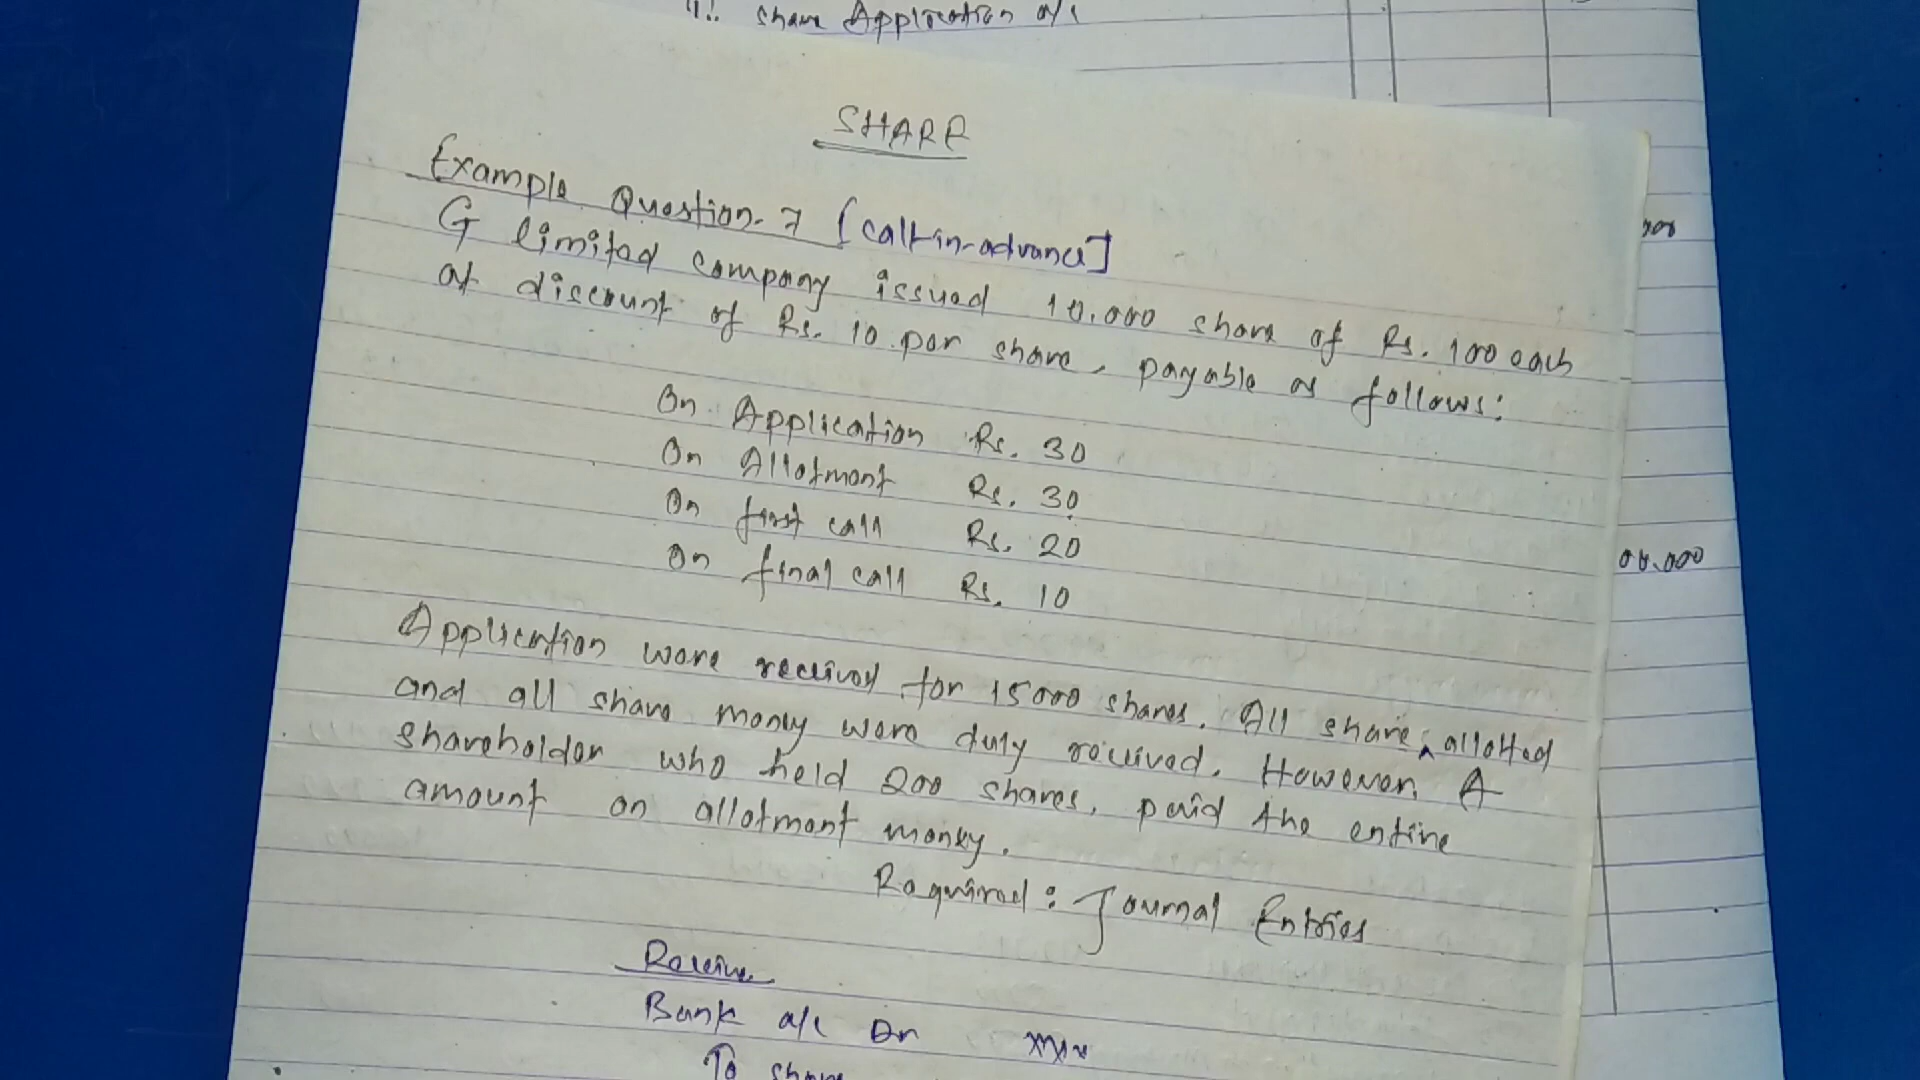 Share Application a/c
SHARE
Example Question-7 [call-in-advance]
G limited company issued 10,000 share of Rs. 100 each
at discount of Rs. 10 per share, payable as follows:
On Application Rs. 30
On Allotment Rs. 30
On first call Rs. 20
On final call Rs. 10
Application were received for 15000 shares. All share, allotted
and all share money were duly received. However, A
shareholder who held 200 shares, paid the entire
amount on allotment money.
Required: Journal Entries
Receive
Bank a/c Dr xxx
To share